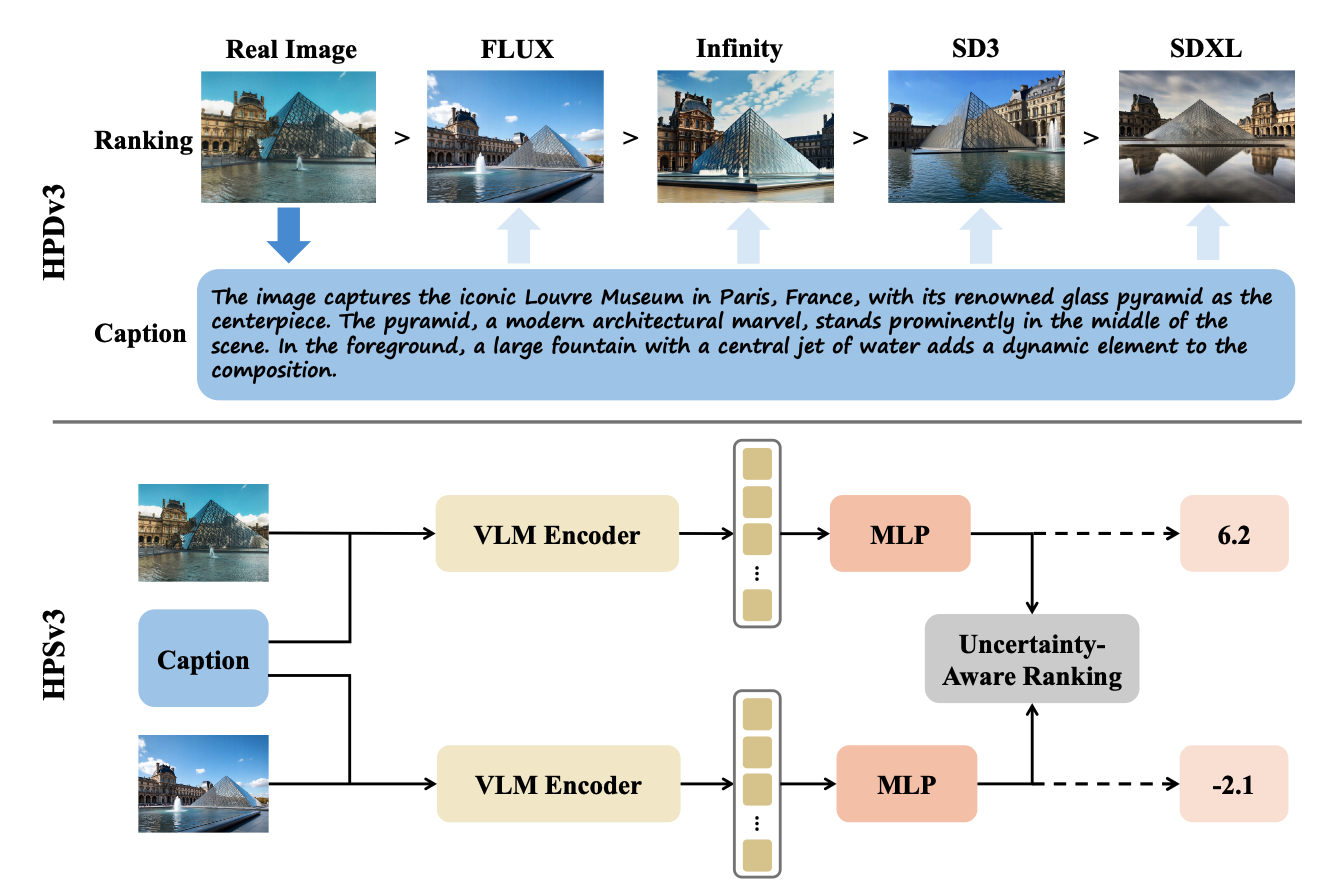 Real Image
FLUX
Infinity
SD3
SDXL
HPDv3
Ranking
>
>
>
>
Caption
The image captures the iconic Louvre Museum in Paris, France, with its renowned glass pyramid as the
centerpiece. The pyramid, a modern architectural marvel, stands prominently in the middle of the
scene. In the foreground, a large fountain with a central jet of water adds a dynamic element to the
composition.
HPSv3
VLM Encoder
...
MLP
6.2
Caption
Uncertainty-
Aware Ranking
VLM Encoder
...
MLP
-2.1